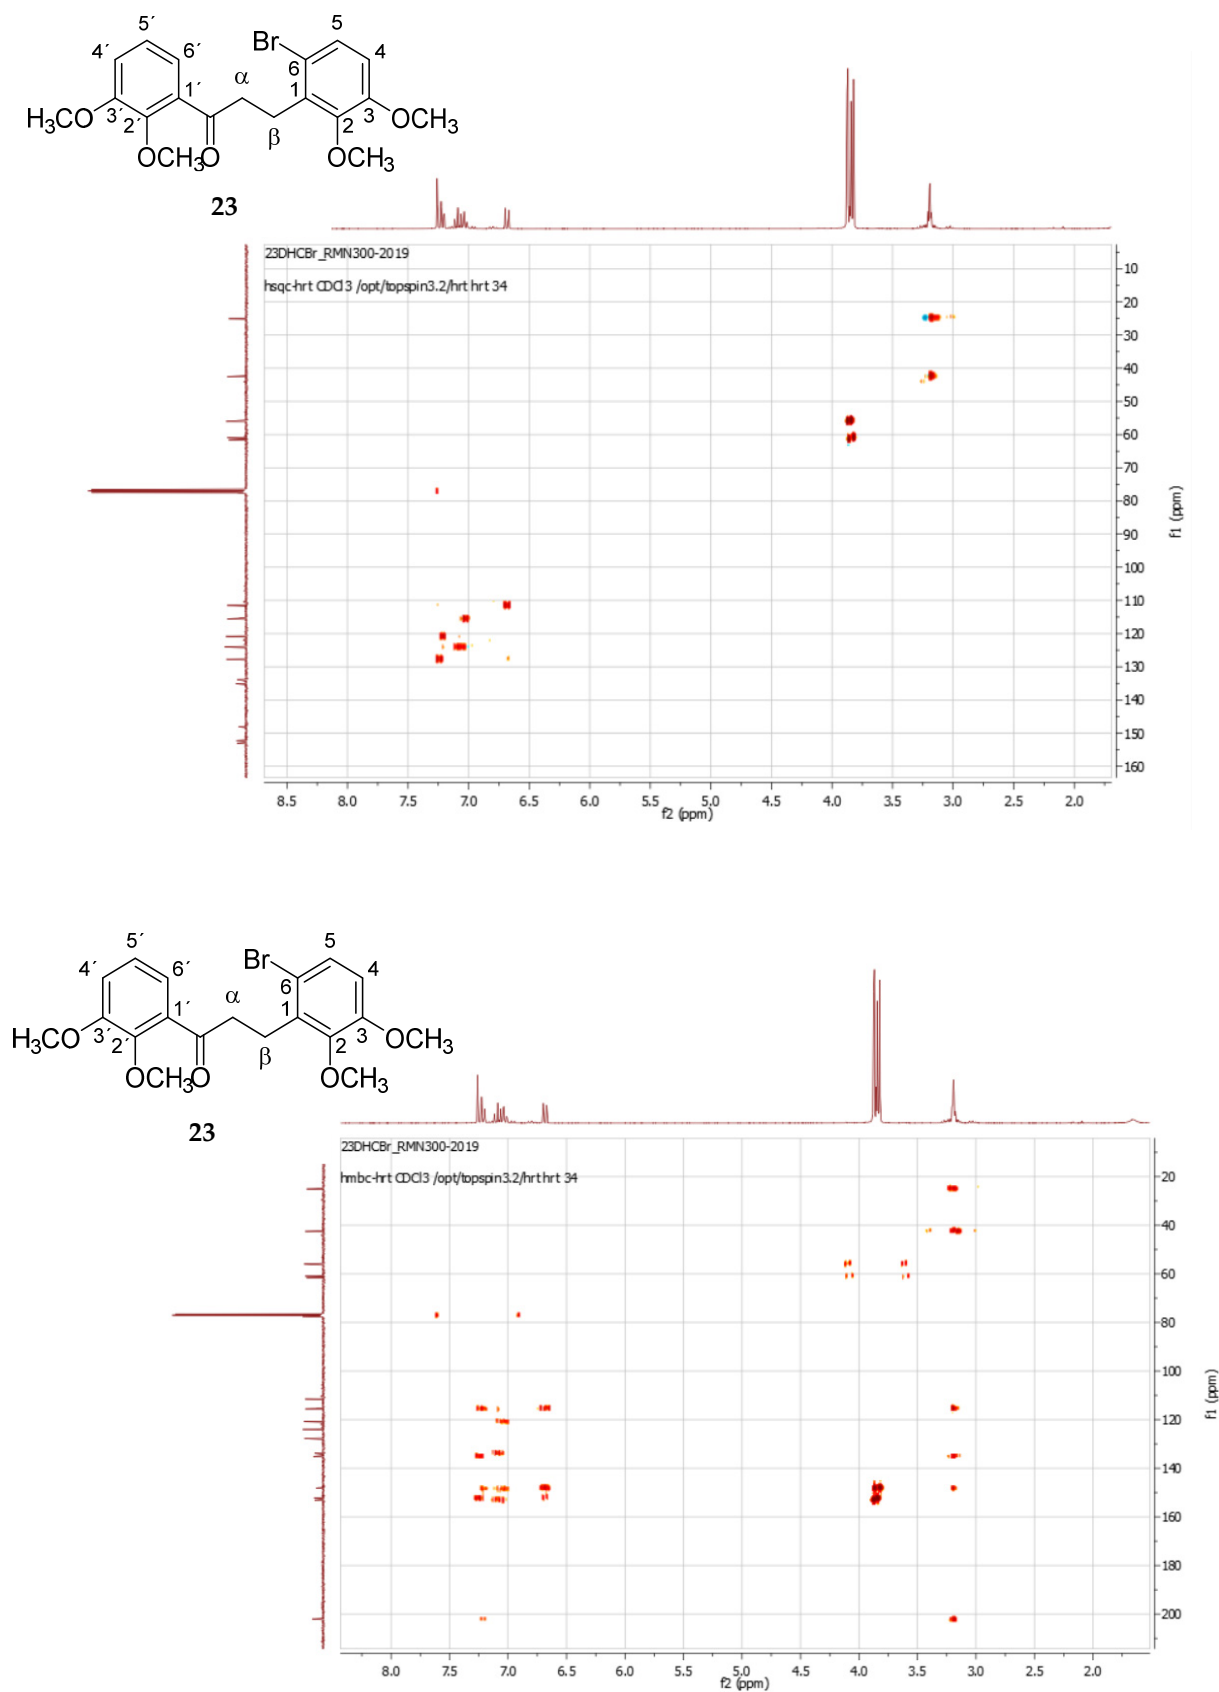 5´
4´
6´
1´
3´
2´
H₃CO
OCH₃
O
α
β
Br
5
4
6
1
3
2
OCH₃
OCH₃
23
23DHCBr_RMN300-2019
hsqc-hrt CDCl3 /opt/topspin3.2/hrt hrt 34
10
20
30
40
50
60
70
80
90
100
110
120
130
140
150
160
f1 (ppm)
8.5 8.0 7.5 7.0 6.5 6.0 5.5 5.0 4.5 4.0 3.5 3.0 2.5 2.0
f2 (ppm)
5´
4´
6´
1´
3´
2´
H₃CO
OCH₃
O
α
β
Br
5
4
6
1
3
2
OCH₃
OCH₃
23
23DHCBr_RMN300-2019
hmbc-hrt CDCl3 /opt/topspin3.2/hrt hrt 34
20
40
60
80
100
120
140
160
180
200
f1 (ppm)
8.0 7.5 7.0 6.5 6.0 5.5 5.0 4.5 4.0 3.5 3.0 2.5 2.0
f2 (ppm)